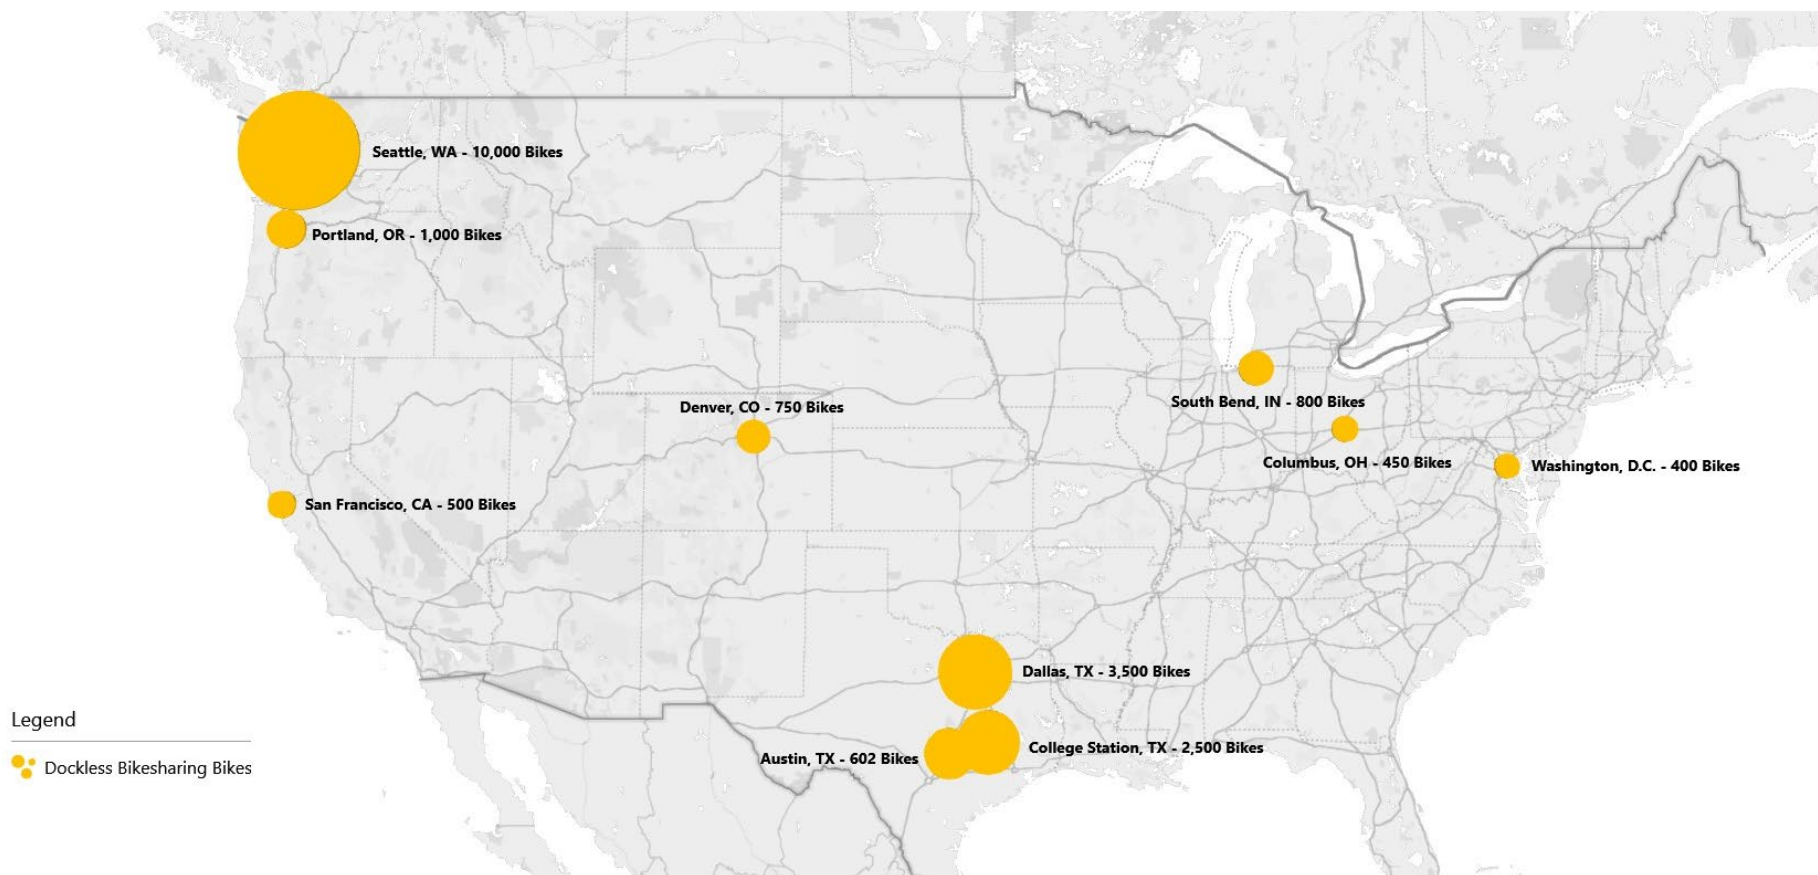 Seattle, WA - 10,000 Bikes
Portland, OR - 1,000 Bikes
Denver, CO - 750 Bikes
South Bend, IN - 800 Bikes
Columbus, OH - 450 Bikes
Washington, D.C. - 400 Bikes
San Francisco, CA - 500 Bikes
Dallas, TX - 3,500 Bikes
College Station, TX - 2,500 Bikes
Austin, TX - 602 Bikes
Legend
Dockless Bikesharing Bikes